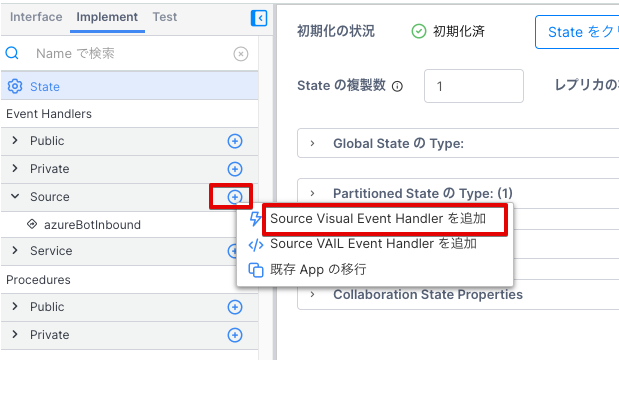 Interface Implement Test
Name で検索
State
Event Handlers
Public
Private
Source
azureBotInbound
Service
Procedures
Public
Private
初期化の状況 初期化済 State をク
State の複製数 1 レプリカの
Global State の Type:
Partitioned State の Type: (1)
Source Visual Event Handler を追加
Source VAIL Event Handler を追加
既存 App の移行
Collaboration State Properties